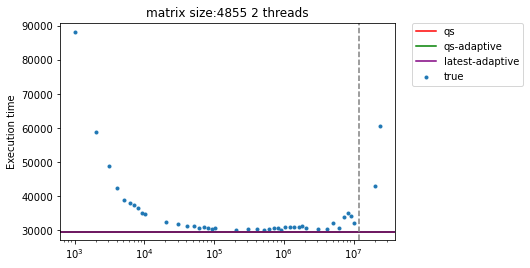 matrix size:4855 2 threads
Execution time
90000
80000
70000
60000
50000
40000
30000
10^3
10^4
10^5
10^6
10^7
qs
qs-adaptive
latest-adaptive
true